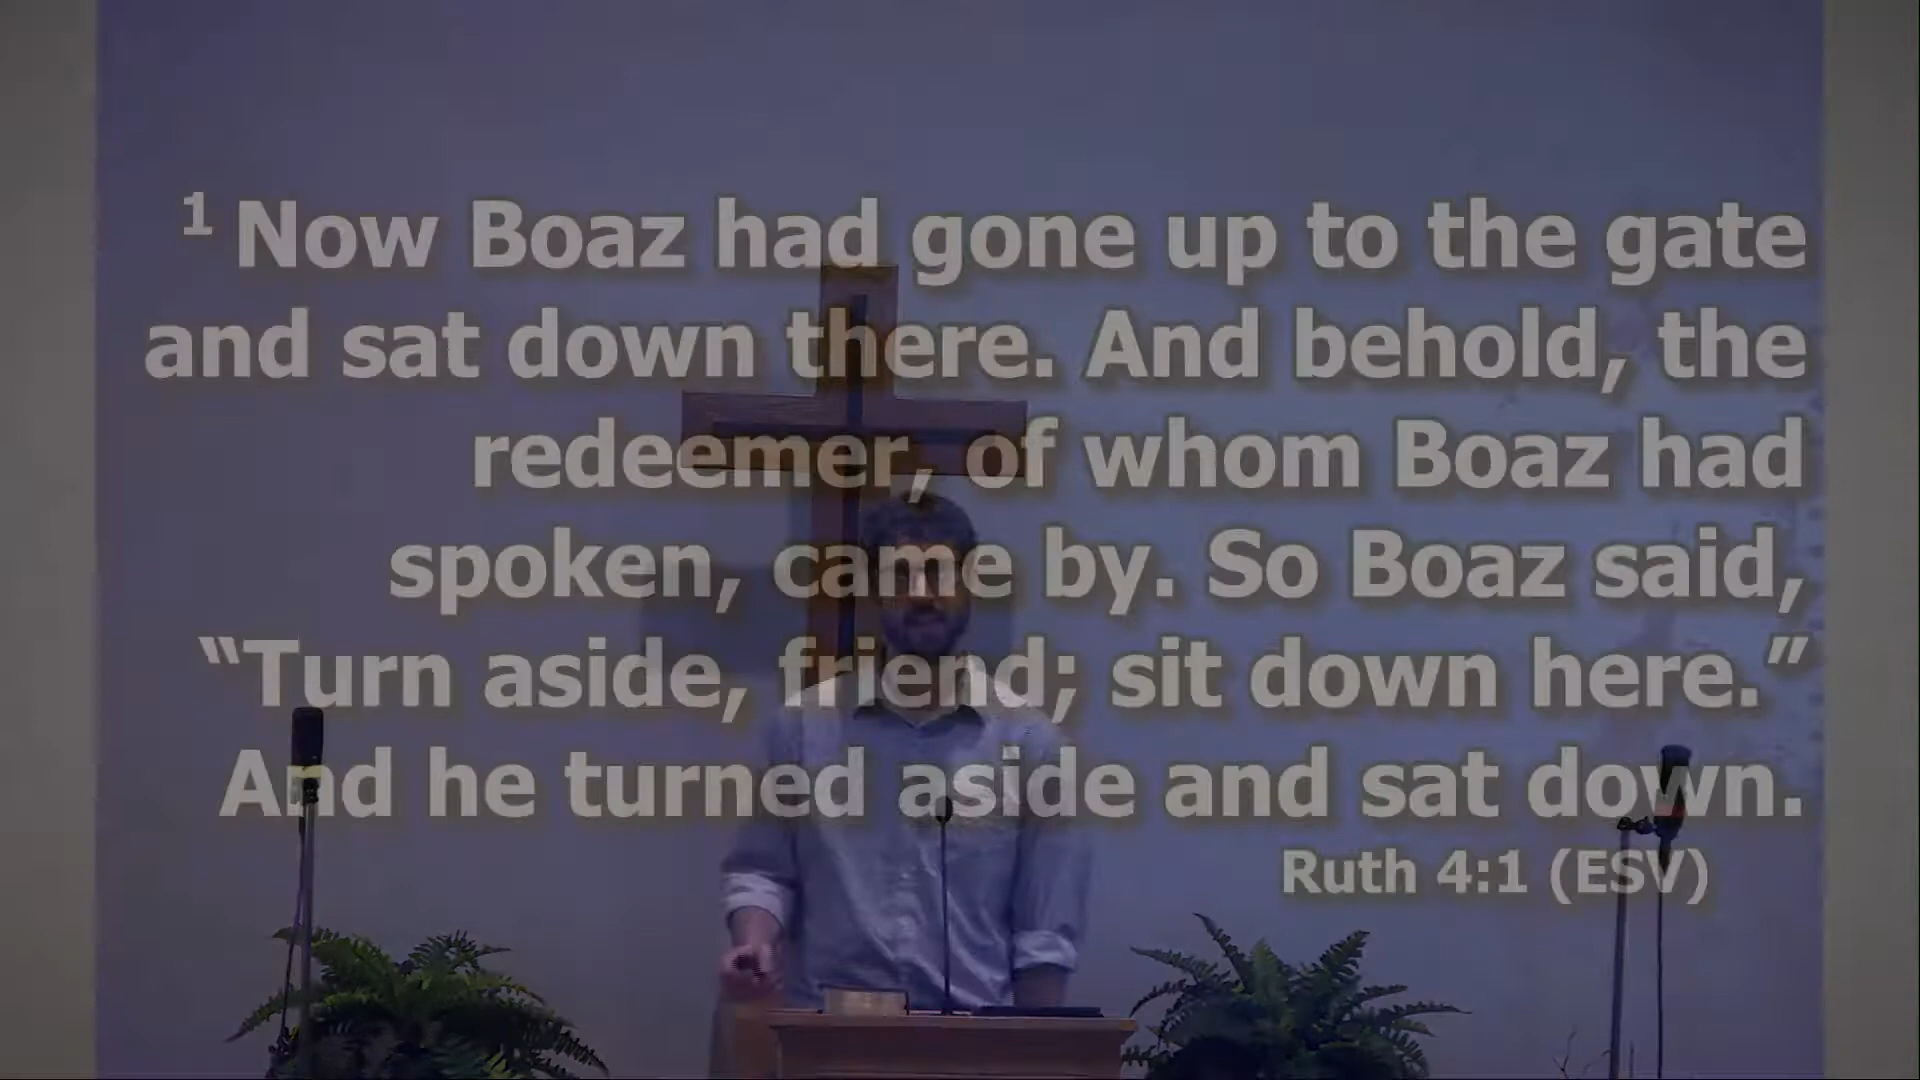 1 Now Boaz had gone up to the gate
and sat down there. And behold, the
redeemer, of whom Boaz had
spoken, came by. So Boaz said,
“Turn aside, friend; sit down here.”
And he turned aside and sat down.
Ruth 4:1 (ESV)